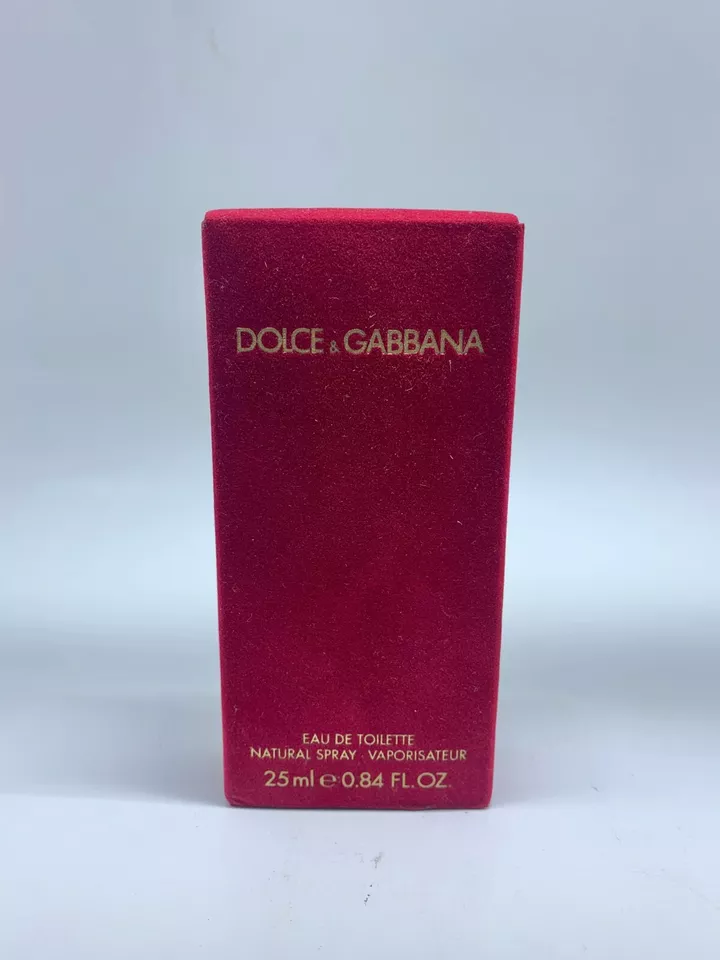 DOLCE & GABBANA
EAU DE TOILETTE
NATURAL SPRAY . VAPORISATEUR
25 ml e 0.84 FL.OZ.